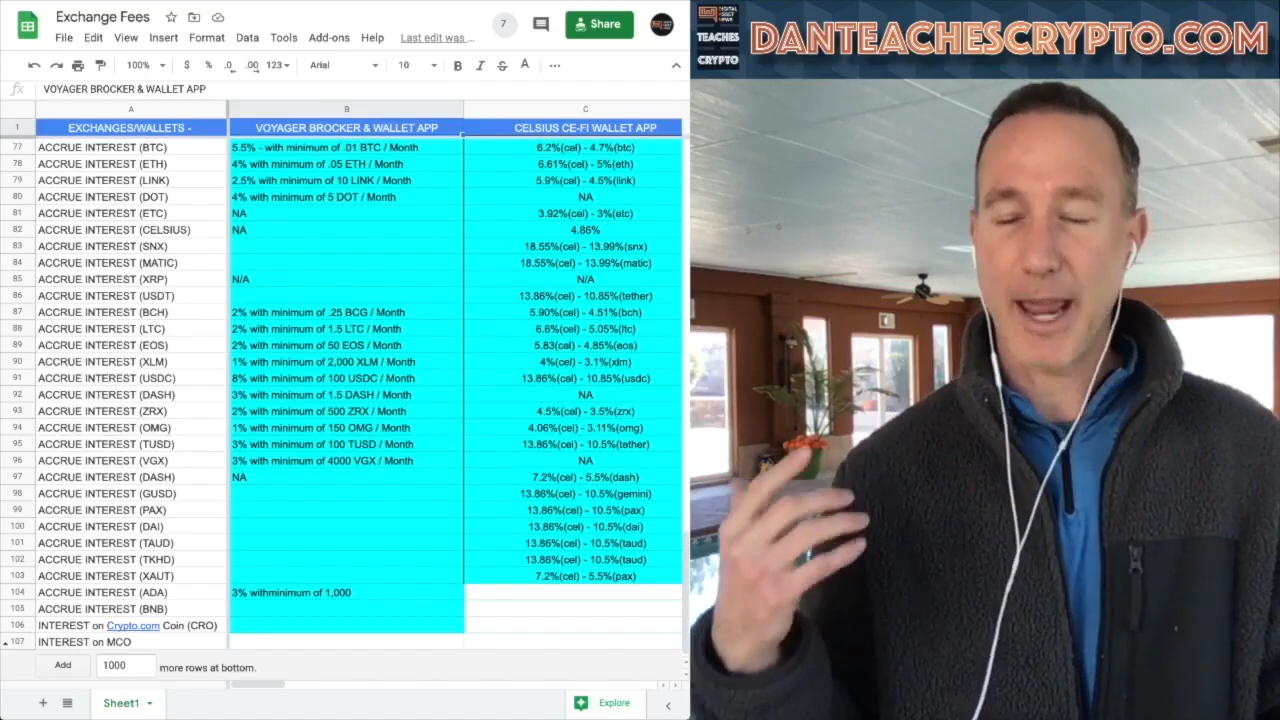 Exchange Fees
7
Share
File Edit View Insert Format Data Tools Add-ons Help Last edit was ...
100% $ % .0 .00 123 Arial 10 B I S A
fx VOYAGER BROCKER & WALLET APP
A B C
1 EXCHANGES/WALLETS - VOYAGER BROCKER & WALLET APP CELSIUS CE-FI WALLET APP
77 ACCRUE INTEREST (BTC) 5.5% - with minimum of .01 BTC / Month 6.2%(cel) - 4.7%(btc)
78 ACCRUE INTEREST (ETH) 4% with minimum of .05 ETH / Month 6.61%(cel) - 5%(eth)
79 ACCRUE INTEREST (LINK) 2.5% with minimum of 10 LINK / Month 5.9%(cel) - 4.5%(link)
80 ACCRUE INTEREST (DOT) 4% with minimum of 5 DOT / Month NA
81 ACCRUE INTEREST (ETC) NA 3.92%(cel) - 3%(etc)
82 ACCRUE INTEREST (CELSIUS) NA 4.86%
83 ACCRUE INTEREST (SNX) 18.55%(cel) - 13.99%(snx)
84 ACCRUE INTEREST (MATIC) 18.55%(cel) - 13.99%(matic)
85 ACCRUE INTEREST (XRP) N/A N/A
86 ACCRUE INTEREST (USDT) 13.86%(cel) - 10.85%(tether)
87 ACCRUE INTEREST (BCH) 2% with minimum of .25 BCG / Month 5.90%(cel) - 4.51%(bch)
88 ACCRUE INTEREST (LTC) 2% with minimum of 1.5 LTC / Month 6.6%(cel) - 5.05%(ltc)
89 ACCRUE INTEREST (EOS) 2% with minimum of 50 EOS / Month 5.83(cel) - 4.85%(eos)
90 ACCRUE INTEREST (XLM) 1% with minimum of 2,000 XLM / Month 4%(cel) - 3.1%(xlm)
91 ACCRUE INTEREST (USDC) 8% with minimum of 100 USDC / Month 13.86%(cel) - 10.85%(usdc)
92 ACCRUE INTEREST (DASH) 3% with minimum of 1.5 DASH / Month NA
93 ACCRUE INTEREST (ZRX) 2% with minimum of 500 ZRX / Month 4.5%(cel) - 3.5%(zrx)
94 ACCRUE INTEREST (OMG) 1% with minimum of 150 OMG / Month 4.06%(cel) - 3.11%(omg)
95 ACCRUE INTEREST (TUSD) 3% with minimum of 100 TUSD / Month 13.86%(cel) - 10.5%(tether)
96 ACCRUE INTEREST (VGX) 3% with minimum of 4000 VGX / Month NA
97 ACCRUE INTEREST (DASH) NA 7.2%(cel) - 5.5%(dash)
98 ACCRUE INTEREST (GUSD) 13.86%(cel) - 10.5%(gemini)
99 ACCRUE INTEREST (PAX) 13.86%(cel) - 10.5%(pax)
100 ACCRUE INTEREST (DAI) 13.86%(cel) - 10.5%(dai)
101 ACCRUE INTEREST (TAUD) 13.86%(cel) - 10.5%(taud)
102 ACCRUE INTEREST (TKHD) 13.86%(cel) - 10.5%(taud)
103 ACCRUE INTEREST (XAUT) 7.2%(cel) - 5.5%(pax)
104 ACCRUE INTEREST (ADA) 3% withminimum of 1,000
105 ACCRUE INTEREST (BNB)
106 INTEREST on Crypto.com Coin (CRO)
107 INTEREST on MCO
Add 1000 more rows at bottom.
Sheet1
Explore
DIGITAL ASSET NEWS
TEACHES
CRYPTO
DANTEACHESCRYPTO.COM